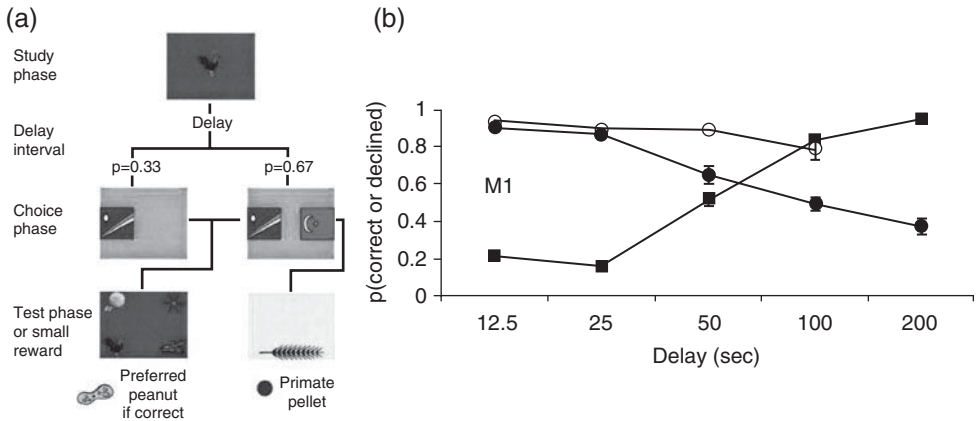 (a)
Study
phase
Delay
Delay
interval
p=0.33
p=0.67
Choice
phase
Test phase
or small
reward
Preferred
peanut
if correct
Primate
pellet
(b)
p(correct or declined)
1
0.8
0.6
0.4
0.2
0
M1
12.5 25 50 100 200
Delay (sec)